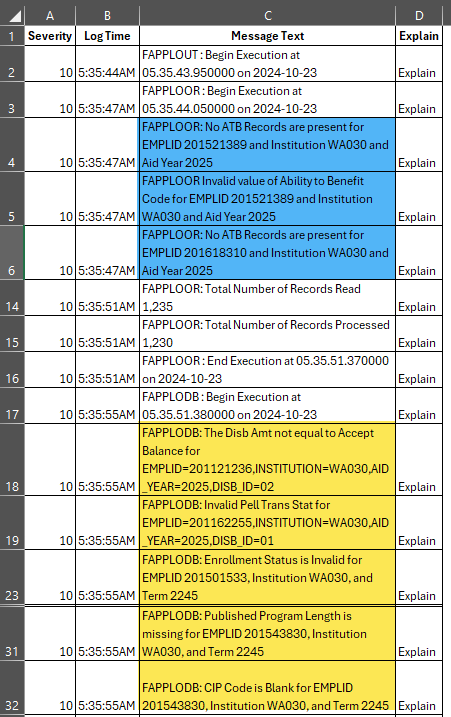 A B C D
1 Severity Log Time Message Text Explain
FAPPLOUT : Begin Execution at
2 10 5:35:44AM 05.35.43.950000 on 2024-10-23 Explain
FAPPLOOR : Begin Execution at
3 10 5:35:47AM 05.35.44.050000 on 2024-10-23 Explain
FAPPLOOR: No ATB Records are present for
EMPLID 201521389 and Institution WA030 and
4 10 5:35:47AM Aid Year 2025 Explain
FAPPLOOR Invalid value of Ability to Benefit
Code for EMPLID 201521389 and Institution
5 10 5:35:47AM WA030 and Aid Year 2025 Explain
FAPPLOOR: No ATB Records are present for
EMPLID 201618310 and Institution WA030 and
6 10 5:35:47AM Aid Year 2025 Explain
FAPPLOOR: Total Number of Records Read
14 10 5:35:51AM 1,235 Explain
FAPPLOOR: Total Number of Records Processed
15 10 5:35:51AM 1,230 Explain
FAPPLOOR : End Execution at 05.35.51.370000
16 10 5:35:51AM on 2024-10-23 Explain
FAPPLODB : Begin Execution at
17 10 5:35:55AM 05.35.51.380000 on 2024-10-23 Explain
FAPPLODB: The Disb Amt not equal to Accept
Balance for
EMPLID=201121236,INSTITUTION=WA030,AID
18 10 5:35:55AM _YEAR=2025,DISB_ID=02 Explain
FAPPLODB: Invalid Pell Trans Stat for
EMPLID=201162255,INSTITUTION=WA030,AID
19 10 5:35:55AM _YEAR=2025,DISB_ID=01 Explain
FAPPLODB: Enrollment Status is Invalid for
EMPLID 201501533, Institution WA030, and
23 10 5:35:55AM Term 2245 Explain
FAPPLODB: Published Program Length is
missing for EMPLID 201543830, Institution
31 10 5:35:55AM WA030, and Term 2245 Explain
FAPPLODB: CIP Code is Blank for EMPLID
32 10 5:35:55AM 201543830, Institution WA030, and Term 2245 Explain